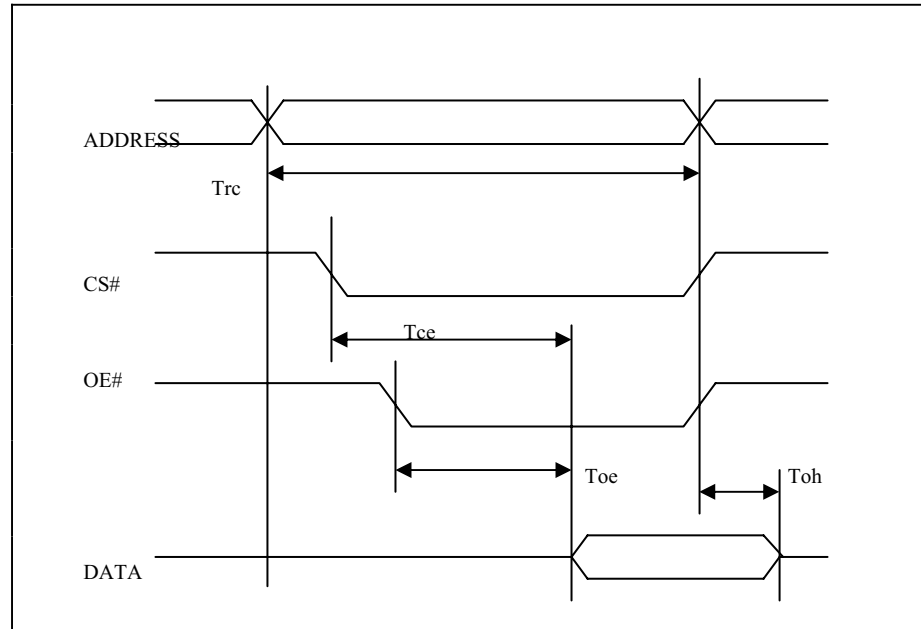 ADDRESS
Trc
CS#
Tce
OE#
Toe
Toh
DATA